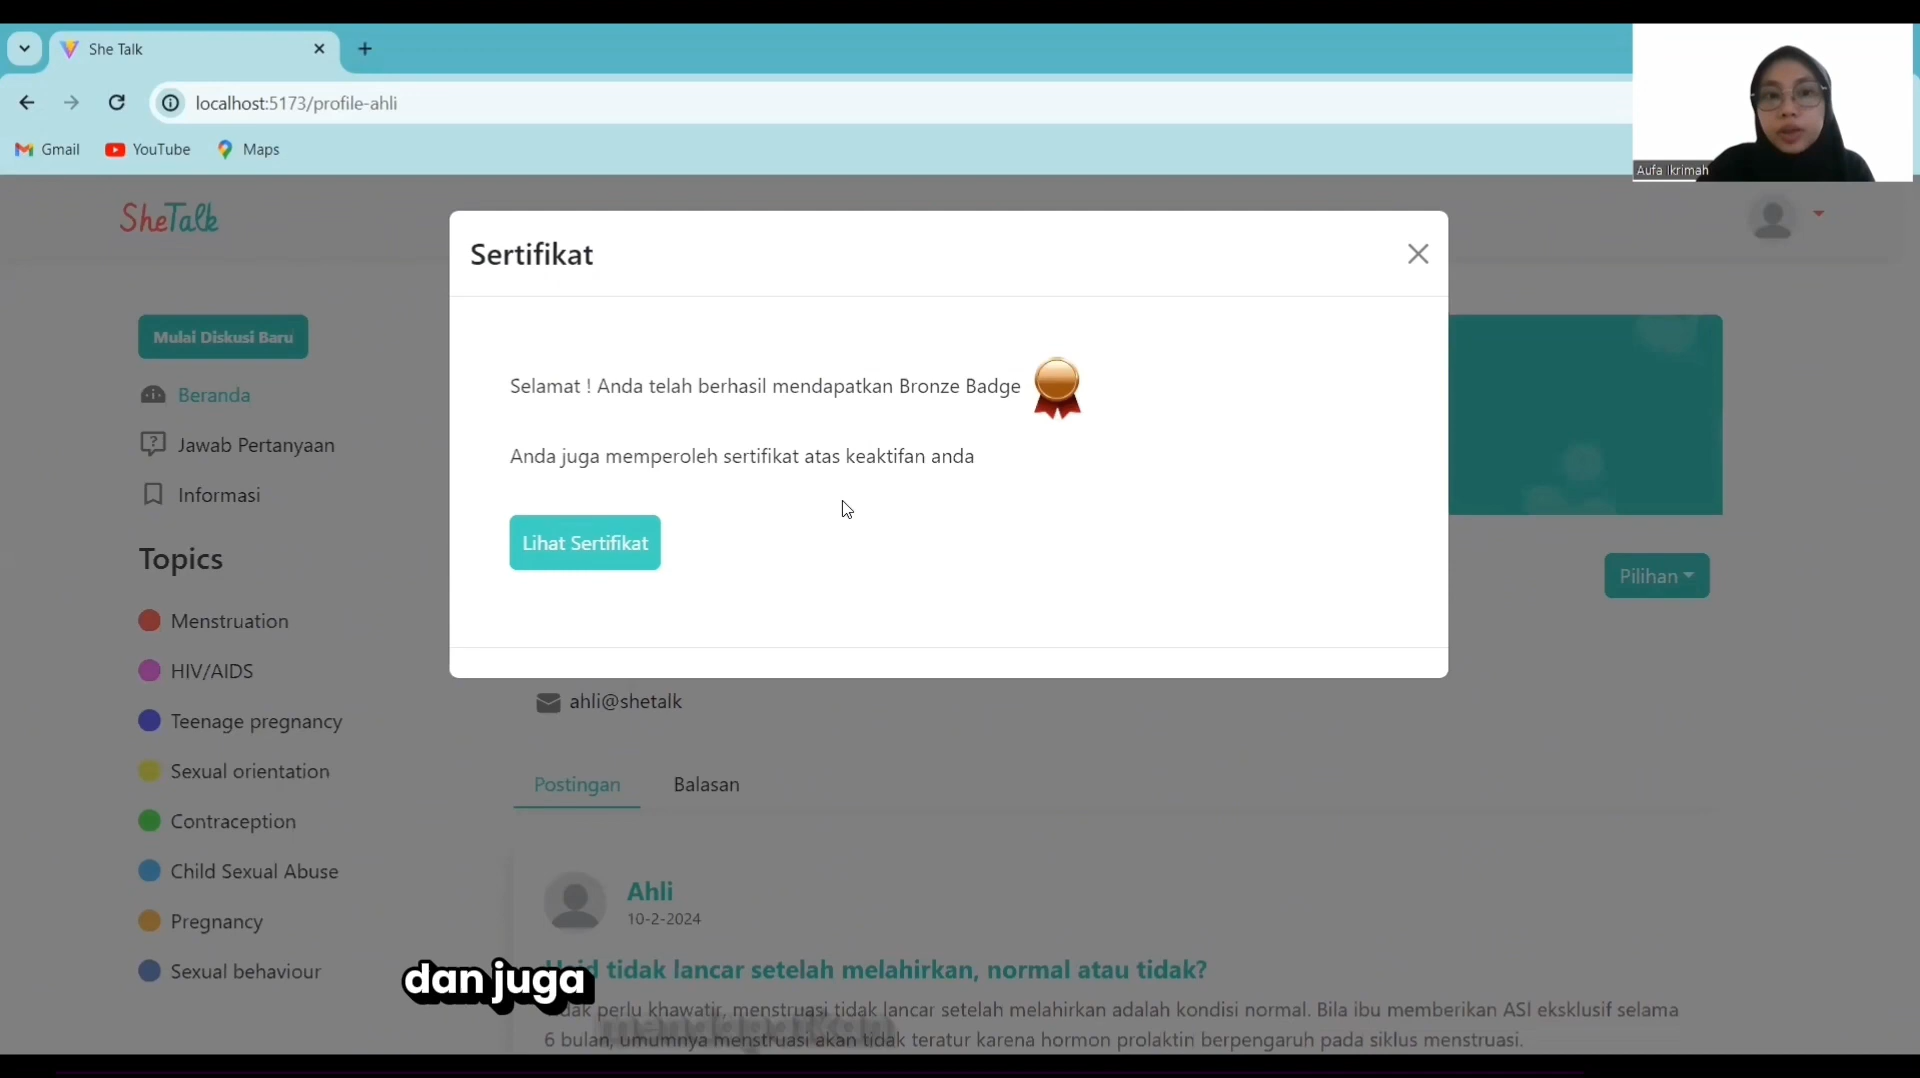 She Talk
localhost:5173/profile-ahli
Gmail
YouTube
Maps
Aufa Ikrimah
SheTalk
Sertifikat
Mulai Diskusi Baru
Selamat ! Anda telah berhasil mendapatkan Bronze Badge
Beranda
Jawab Pertanyaan
Anda juga memperoleh sertifikat atas keaktifan anda
Informasi
Lihat Sertifikat
Topics
Pilihan
Menstruation
HIV/AIDS
Teenage pregnancy
Sexual orientation
Contraception
Child Sexual Abuse
Pregnancy
Sexual behaviour
ahli@shetalk
Postingan
Balasan
Ahli
10-2-2024
tidak lancar setelah melahirkan, normal atau tidak?
dan juga
perlu khawatir, menstruasi tidak lancar setelah melahirkan adalah kondisi normal. Bila ibu memberikan ASI eksklusif selama
mendapatkan
6 bulan, umumnya menstruasi akan tidak teratur karena hormon prolaktin berpengaruh pada siklus menstruasi.